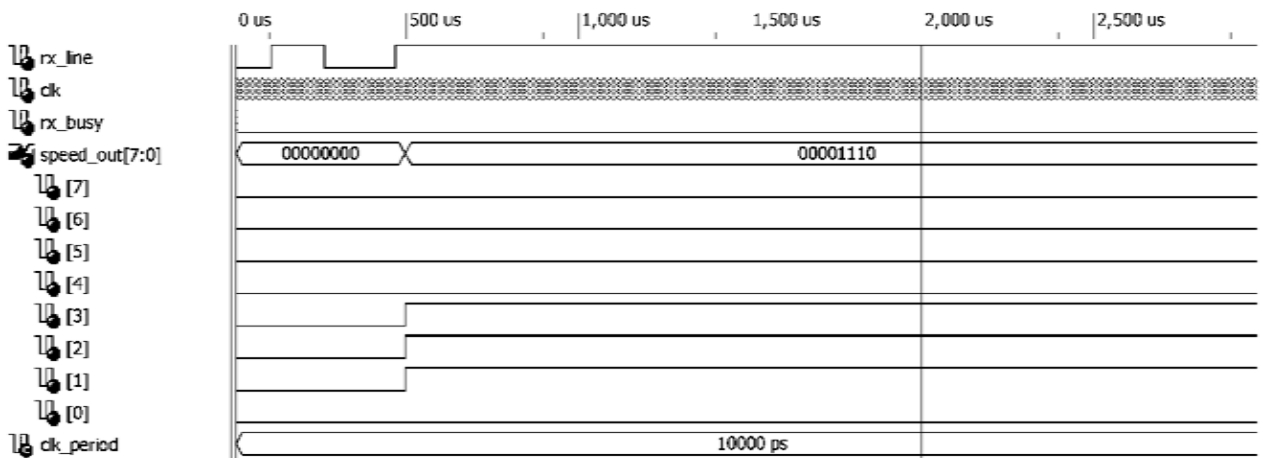 0 us 500 us 1,000 us 1,500 us 2,000 us 2,500 us
rx_line
clk
rx_busy
speed_out[7:0] 00000000 00001110
[7]
[6]
[5]
[4]
[3]
[2]
[1]
[0]
clk_period 10000 ps